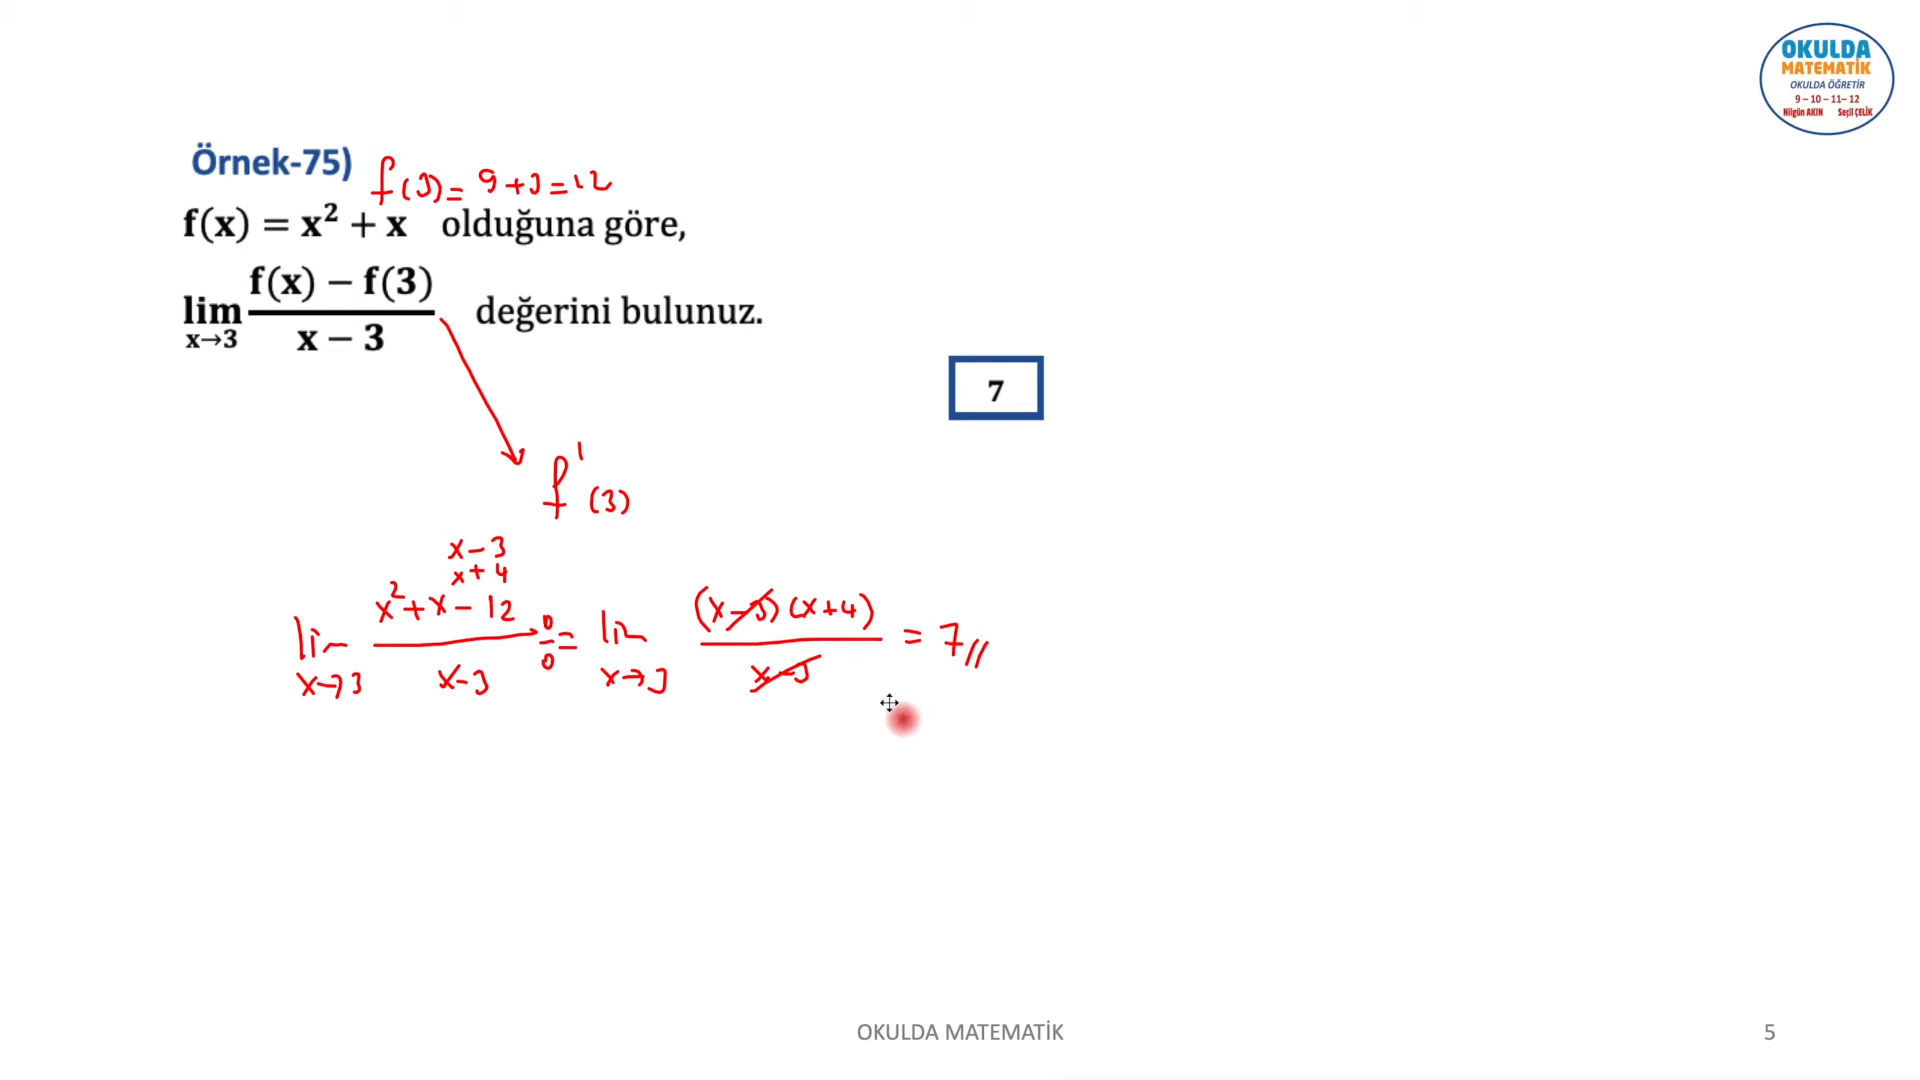 OKULDA
MATEMATİK
OKULDA ÖĞRETİR
9 – 10 – 11– 12
Nilgün AKIN Seçil ÇELİK
Örnek-75)
f(3) = 9+3=12
f(x) = x² + x olduğuna göre,
lim x→3 (f(x) − f(3)) / (x − 3) değerini bulunuz.
7
f'(3)
x-3
x+4
lim x→3 (x²+x-12) / (x-3) 0/0 = lim x→3 (x-3)(x+4) / (x-3) = 7//
OKULDA MATEMATİK
5